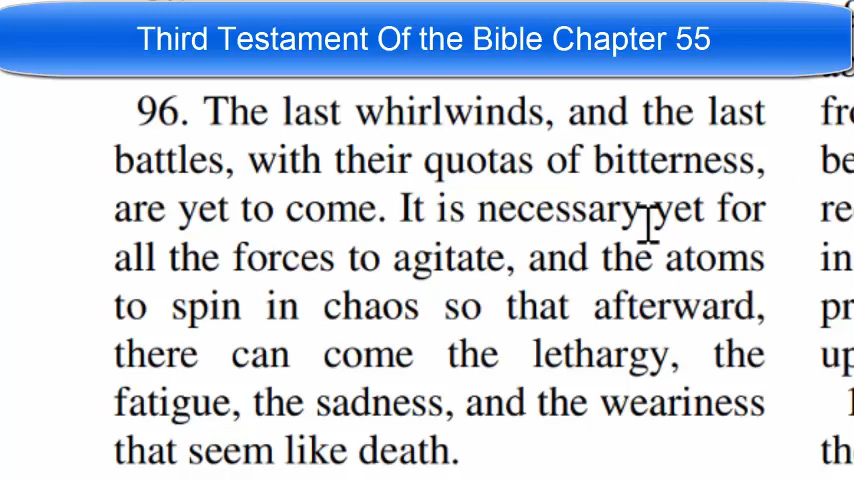 Third Testament Of the Bible Chapter 55
96. The last whirlwinds, and the last
battles, with their quotas of bitterness,
are yet to come. It is necessary yet for
all the forces to agitate, and the atoms
to spin in chaos so that afterward,
there can come the lethargy, the
fatigue, the sadness, and the weariness
that seem like death.